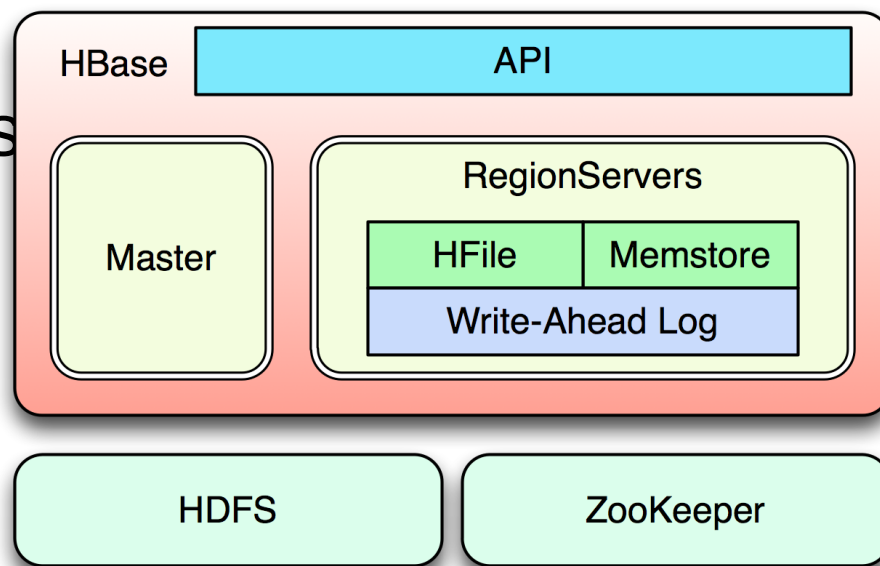 HBase API
s
RegionServers
Master
HFile Memstore
Write-Ahead Log
HDFS ZooKeeper